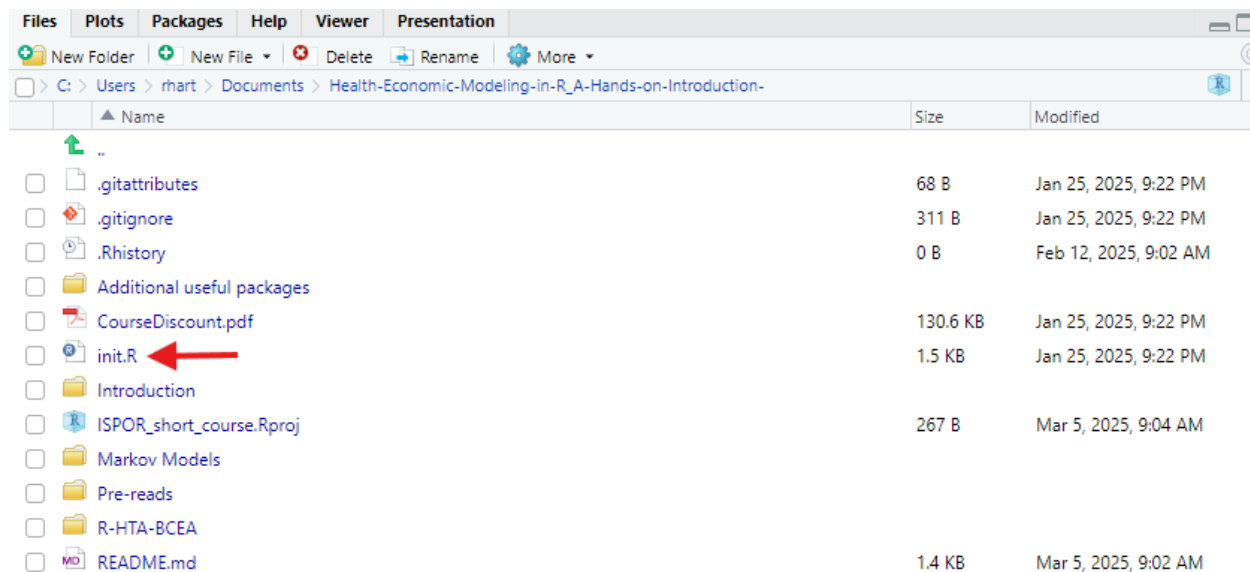 Files Plots Packages Help Viewer Presentation
New Folder New File Delete Rename More
C: > Users > rhart > Documents > Health-Economic-Modeling-in-R_A-Hands-on-Introduction- R
Name Size Modified
..
.gitattributes 68 B Jan 25, 2025, 9:22 PM
.gitignore 311 B Jan 25, 2025, 9:22 PM
.Rhistory 0 B Feb 12, 2025, 9:02 AM
Additional useful packages
CourseDiscount.pdf 130.6 KB Jan 25, 2025, 9:22 PM
R init.R 1.5 KB Jan 25, 2025, 9:22 PM
Introduction
R ISPOR_short_course.Rproj 267 B Mar 5, 2025, 9:04 AM
Markov Models
Pre-reads
R-HTA-BCEA
MD README.md 1.4 KB Mar 5, 2025, 9:02 AM